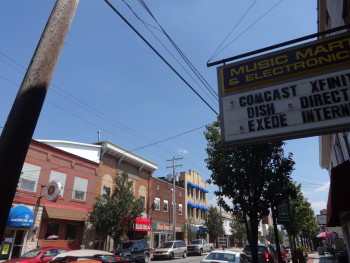 MUSIC MART
& ELECTRONIC
COMCAST XFINIT
DISH DIRECT
EXEDE INTERN